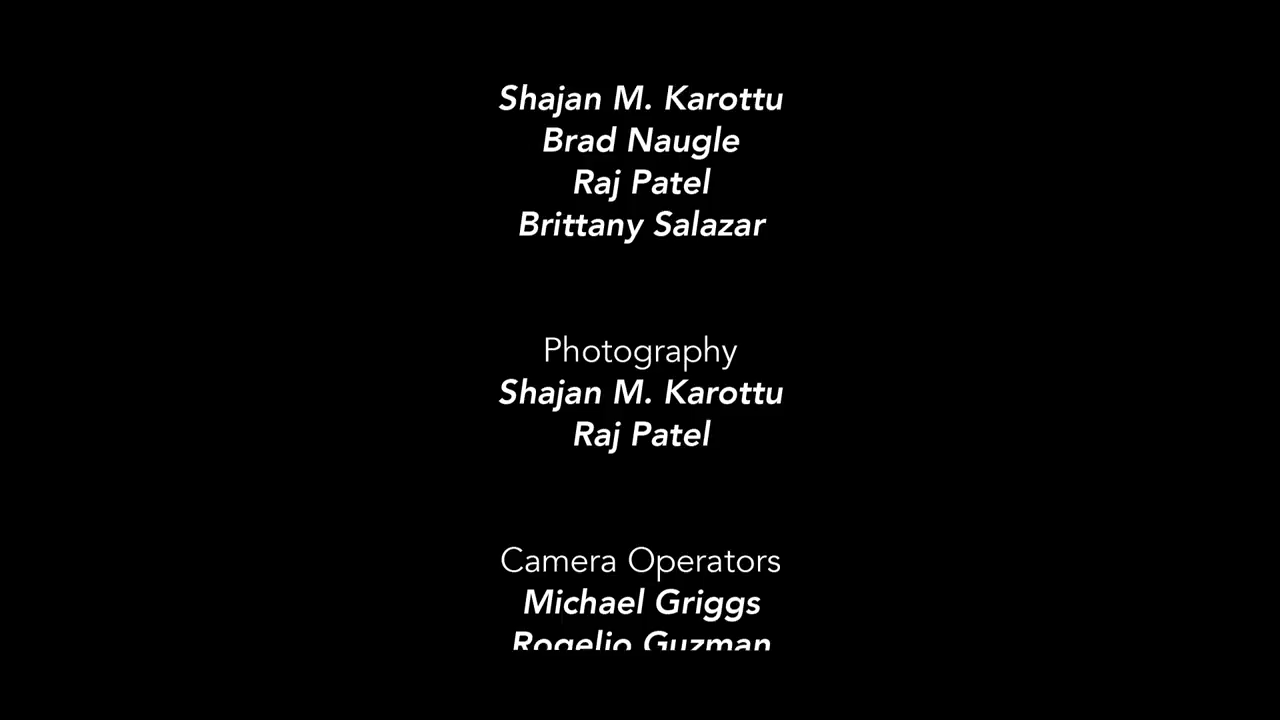 Shajan M. Karottu
Brad Naugle
Raj Patel
Brittany Salazar
Photography
Shajan M. Karottu
Raj Patel
Camera Operators
Michael Griggs
Rogelio Guzman